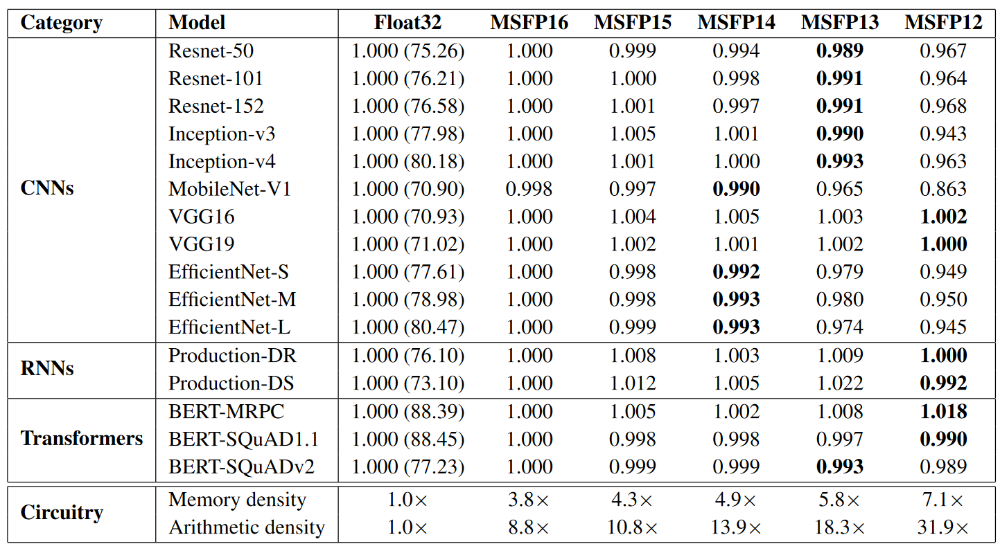 Category Model Float32 MSFP16 MSFP15 MSFP14 MSFP13 MSFP12
Resnet-50 1.000 (75.26) 1.000 0.999 0.994 0.989 0.967
Resnet-101 1.000 (76.21) 1.000 1.000 0.998 0.991 0.964
Resnet-152 1.000 (76.58) 1.000 1.001 0.997 0.991 0.968
Inception-v3 1.000 (77.98) 1.000 1.005 1.001 0.990 0.943
Inception-v4 1.000 (80.18) 1.000 1.001 1.000 0.993 0.963
CNNs MobileNet-V1 1.000 (70.90) 0.998 0.997 0.990 0.965 0.863
VGG16 1.000 (70.93) 1.000 1.004 1.005 1.003 1.002
VGG19 1.000 (71.02) 1.000 1.002 1.001 1.002 1.000
EfficientNet-S 1.000 (77.61) 1.000 0.998 0.992 0.979 0.949
EfficientNet-M 1.000 (78.98) 1.000 0.998 0.993 0.980 0.950
EfficientNet-L 1.000 (80.47) 1.000 0.999 0.993 0.974 0.945
RNNs Production-DR 1.000 (76.10) 1.000 1.008 1.003 1.009 1.000
Production-DS 1.000 (73.10) 1.000 1.012 1.005 1.022 0.992
BERT-MRPC 1.000 (88.39) 1.000 1.005 1.002 1.008 1.018
Transformers BERT-SQuAD1.1 1.000 (88.45) 1.000 0.998 0.998 0.997 0.990
BERT-SQuADv2 1.000 (77.23) 1.000 0.999 0.999 0.993 0.989
Circuitry Memory density 1.0× 3.8× 4.3× 4.9× 5.8× 7.1×
Arithmetic density 1.0× 8.8× 10.8× 13.9× 18.3× 31.9×